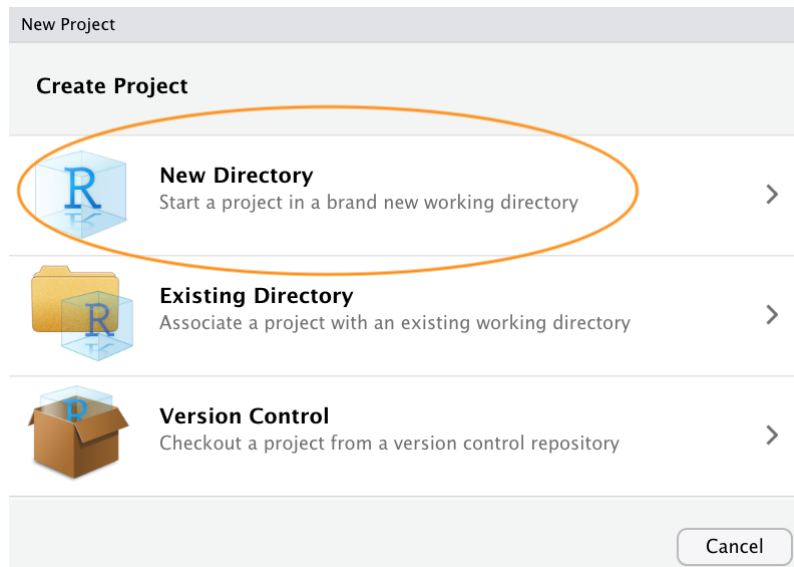 New Project
Create Project
R
New Directory
Start a project in a brand new working directory
R
Existing Directory
Associate a project with an existing working directory
R
Version Control
Checkout a project from a version control repository
Cancel